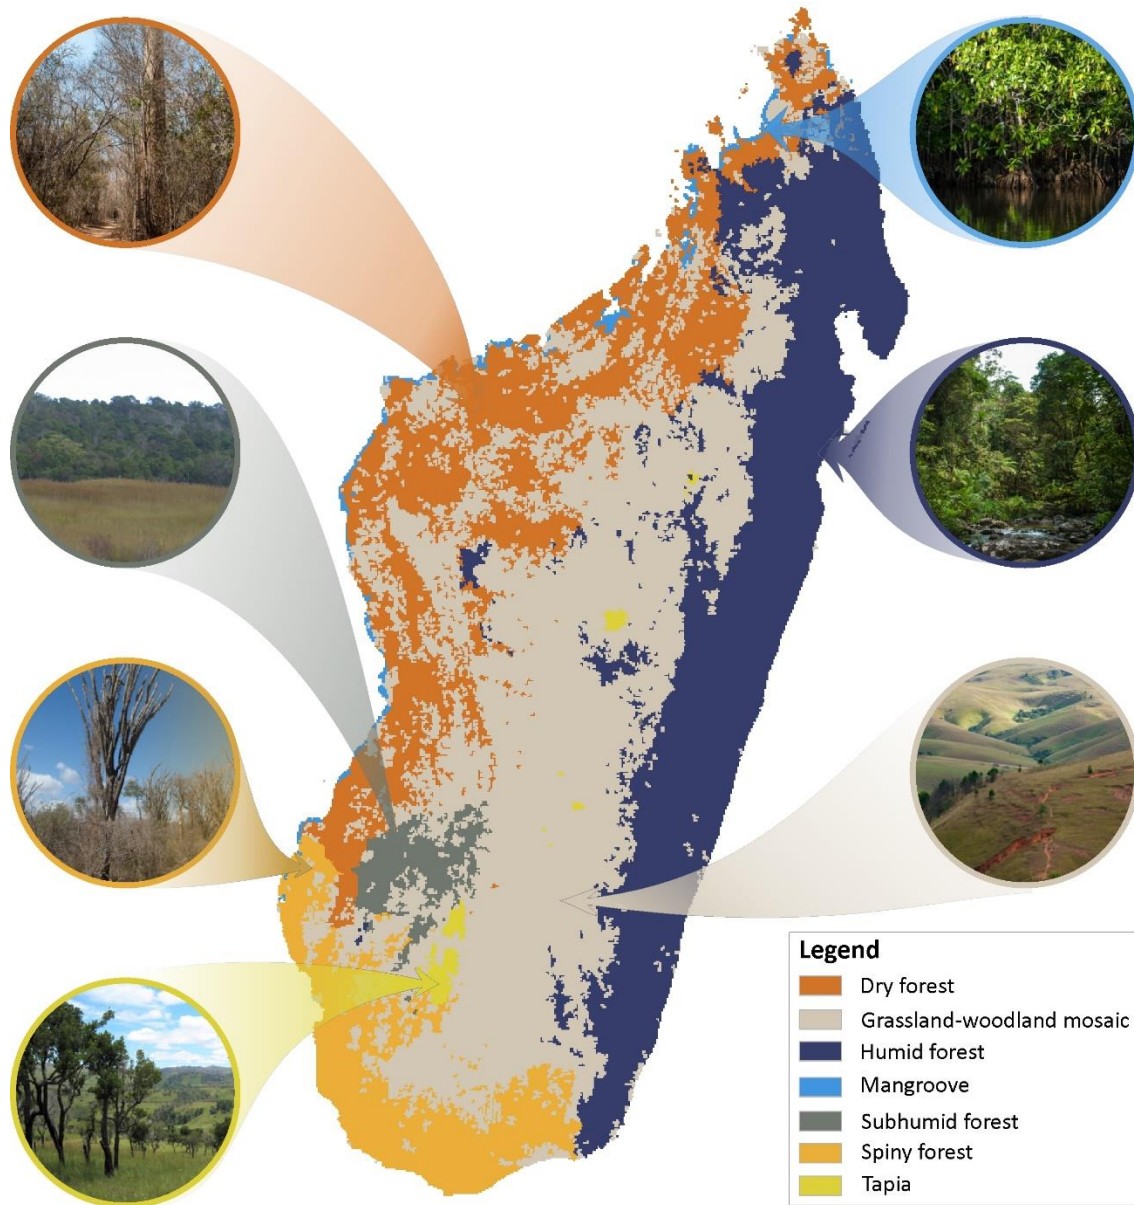 Legend
Dry forest
Grassland-woodland mosaic
Humid forest
Mangroove
Subhumid forest
Spiny forest
Tapia